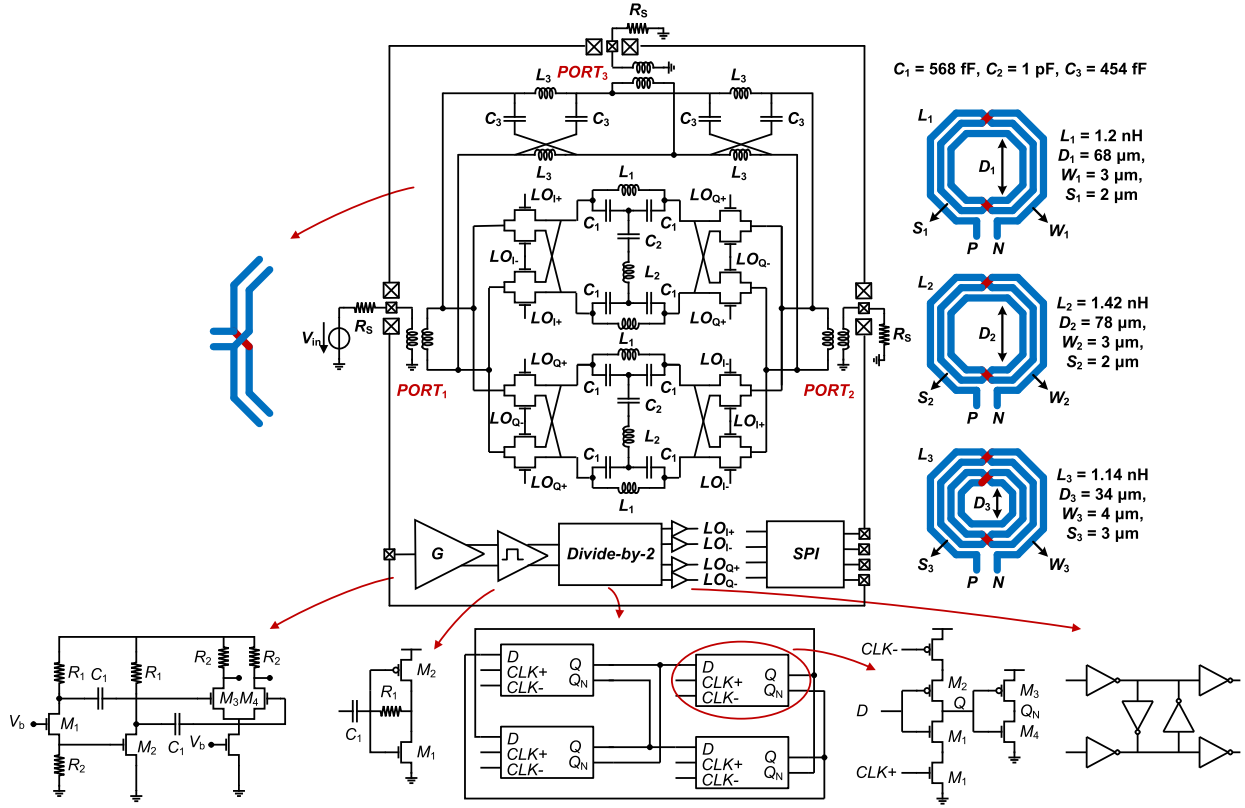 R_S
PORT_3
C_1 = 568 fF, C_2 = 1 pF, C_3 = 454 fF
L_3 L_3
C_3 C_3 C_3 C_3
L_3 L_3
L_1
L_1 = 1.2 nH
D_1 = 68 µm,
W_1 = 3 µm,
S_1 = 2 µm
D_1
S_1 W_1
P N
L_1
LO_I+ LO_Q+
C_1 C_1
C_2
LO_I- LO_Q-
L_2
C_1 C_1
LO_I+ LO_Q+
L_1
R_S
V_in
R_S
PORT_1 PORT_2
L_2
L_2 = 1.42 nH
D_2 = 78 µm,
W_2 = 3 µm,
S_2 = 2 µm
D_2
S_2 W_2
P N
L_1
LO_Q+ LO_I-
C_1 C_1
C_2
LO_Q- LO_I+
L_2
C_1 C_1
LO_Q+ LO_I-
L_1
L_3
L_3 = 1.14 nH
D_3 = 34 µm,
W_3 = 4 µm,
S_3 = 3 µm
D_3
S_3 W_3
P N
G
Divide-by-2
LO_I+
LO_I-
LO_Q+
LO_Q-
SPI
R_1 C_1 R_1 R_2 R_2
M_3 M_4
V_b M_1
M_2 C_1 V_b
R_2
M_2
R_1
C_1
M_1
D Q
CLK+ Q_N
CLK-
D Q
CLK+ Q_N
CLK-
D Q
CLK+ Q_N
CLK-
D Q
CLK+ Q_N
CLK-
CLK-
M_2 M_3
D Q Q_N
M_1 M_4
CLK+ M_1